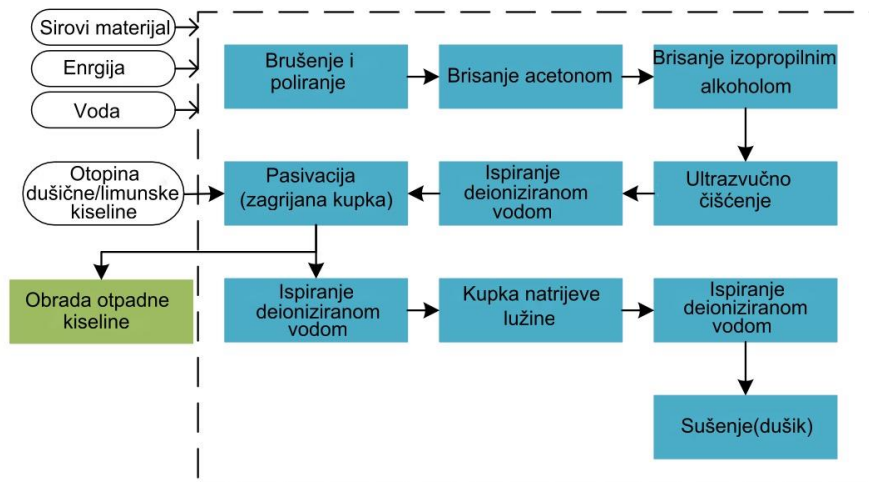 Sirovi materijal
Enrgija
Voda
Brušenje i
poliranje
Brisanje acetonom
Brisanje izopropilnim
alkoholom
Otopina
dušične/limunske
kiseline
Pasivacija
(zagrijana kupka)
Ispiranje
deioniziranom
vodom
Ultrazvučno
čišćenje
Obrada otpadne
kiseline
Ispiranje
deioniziranom
vodom
Kupka natrijeve
lužine
Ispiranje
deioniziranom
vodom
Sušenje(dušik)